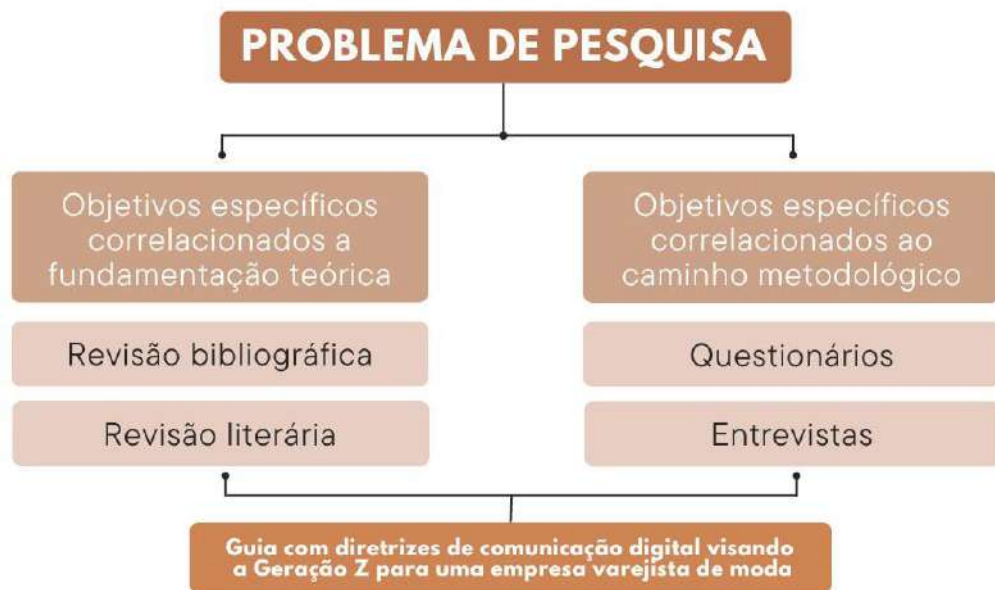 PROBLEMA DE PESQUISA
Objetivos específicos
correlacionados a
fundamentação teórica
Revisão bibliográfica
Revisão literária
Objetivos específicos
correlacionados ao
caminho metodológico
Questionários
Entrevistas
Guia com diretrizes de comunicação digital visando
a Geração Z para uma empresa varejista de moda